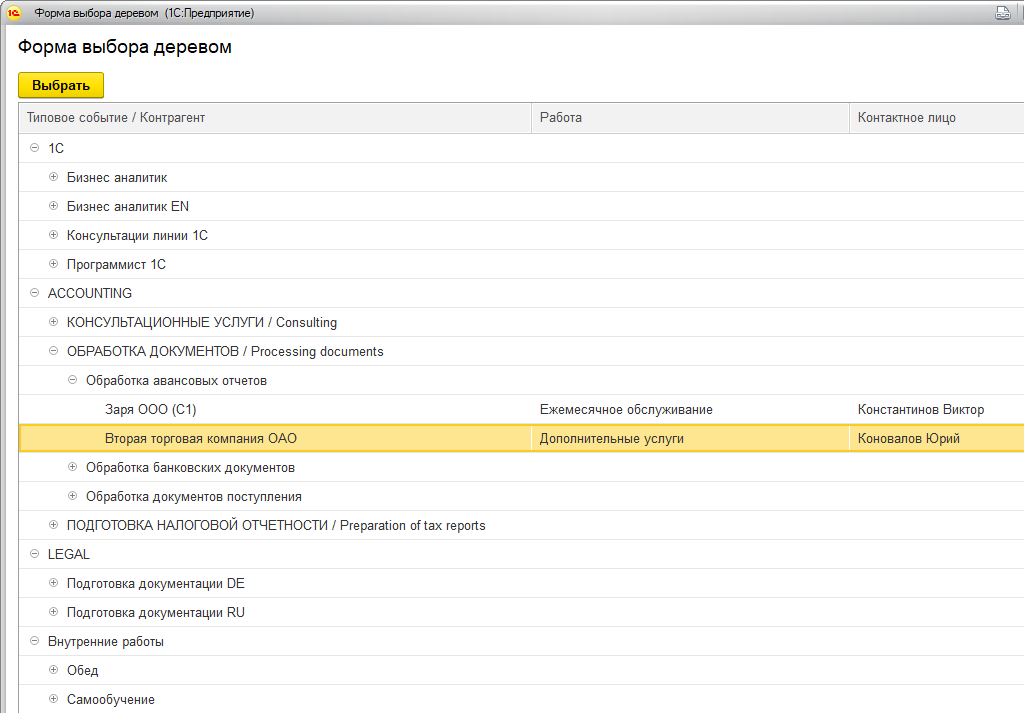 1С Форма выбора деревом (1С:Предприятие)
Форма выбора деревом
Выбрать
Типовое событие / Контрагент Работа Контактное лицо
1С
Бизнес аналитик
Бизнес аналитик EN
Консультации линии 1С
Программист 1С
ACCOUNTING
КОНСУЛЬТАЦИОННЫЕ УСЛУГИ / Consulting
ОБРАБОТКА ДОКУМЕНТОВ / Processing documents
Обработка авансовых отчетов
Заря ООО (С1) Ежемесячное обслуживание Константинов Виктор
Вторая торговая компания ОАО Дополнительные услуги Коновалов Юрий
Обработка банковских документов
Обработка документов поступления
ПОДГОТОВКА НАЛОГОВОЙ ОТЧЕТНОСТИ / Preparation of tax reports
LEGAL
Подготовка документации DE
Подготовка документации RU
Внутренние работы
Обед
Самообучение